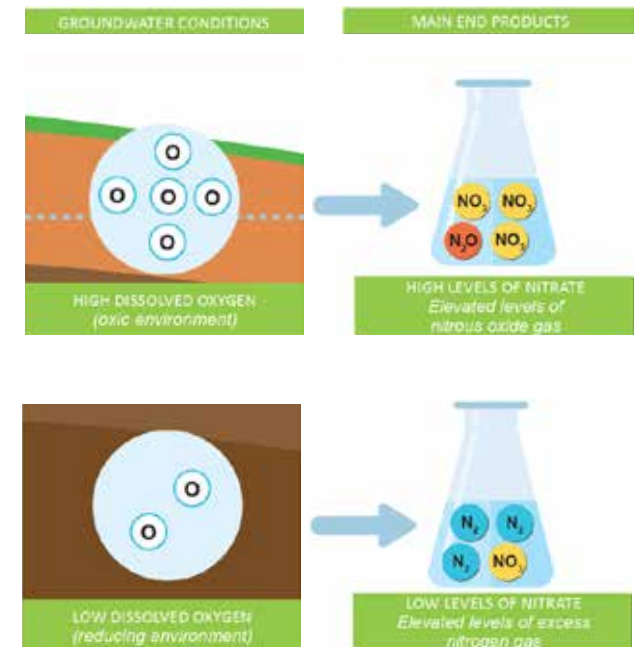 GROUNDWATER CONDITIONS
MAIN END PRODUCTS
O
O O O
O
NO₃ NO₃
N₂O NO₃
HIGH DISSOLVED OXYGEN
(oxic environment)
HIGH LEVELS OF NITRATE
Elevated levels of
nitrous oxide gas
O
O
N₂ N₂
N₂ NO₃
LOW DISSOLVED OXYGEN
(reducing environment)
LOW LEVELS OF NITRATE
Elevated levels of excess
nitrogen gas